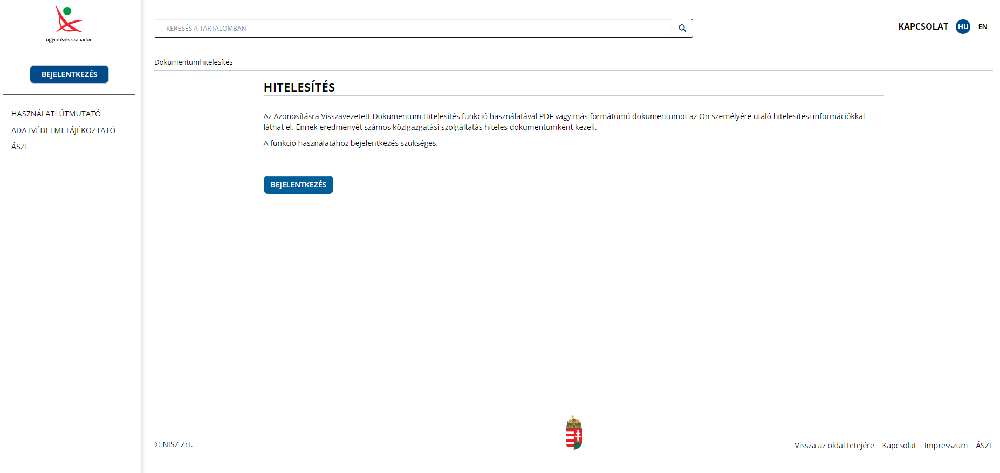 ügyintézés szabadon
BEJELENTKEZÉS
HASZNÁLATI ÚTMUTATÓ
ADATVÉDELMI TÁJÉKOZTATÓ
ÁSZF
KERESÉS A TARTALOMBAN
KAPCSOLAT HU EN
Dokumentumhitelesítés
HITELESÍTÉS
Az Azonosításra Visszavezetett Dokumentum Hitelesítés funkció használatával PDF vagy más formátumú dokumentumot az Ön személyére utaló hitelesítési információkkal
láthat el. Ennek eredményét számos közigazgatási szolgáltatás hiteles dokumentumként kezeli.
A funkció használatához bejelentkezés szükséges.
BEJELENTKEZÉS
© NISZ Zrt.
Vissza az oldal tetejére Kapcsolat Impresszum ÁSZF